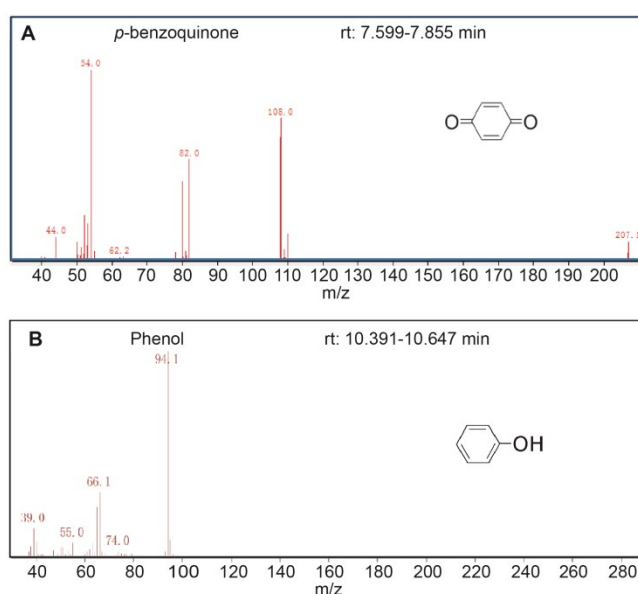 A p-benzoquinone rt: 7.599-7.855 min
54.0
108.0
82.0
44.0
62.2
207.1
O O
40 50 60 70 80 90 100 110 120 130 140 150 160 170 180 190 200
m/z
B Phenol rt: 10.391-10.647 min
94.1
66.1
39.0
55.0
74.0
OH
40 60 80 100 120 140 160 180 200 220 240 260 280
m/z